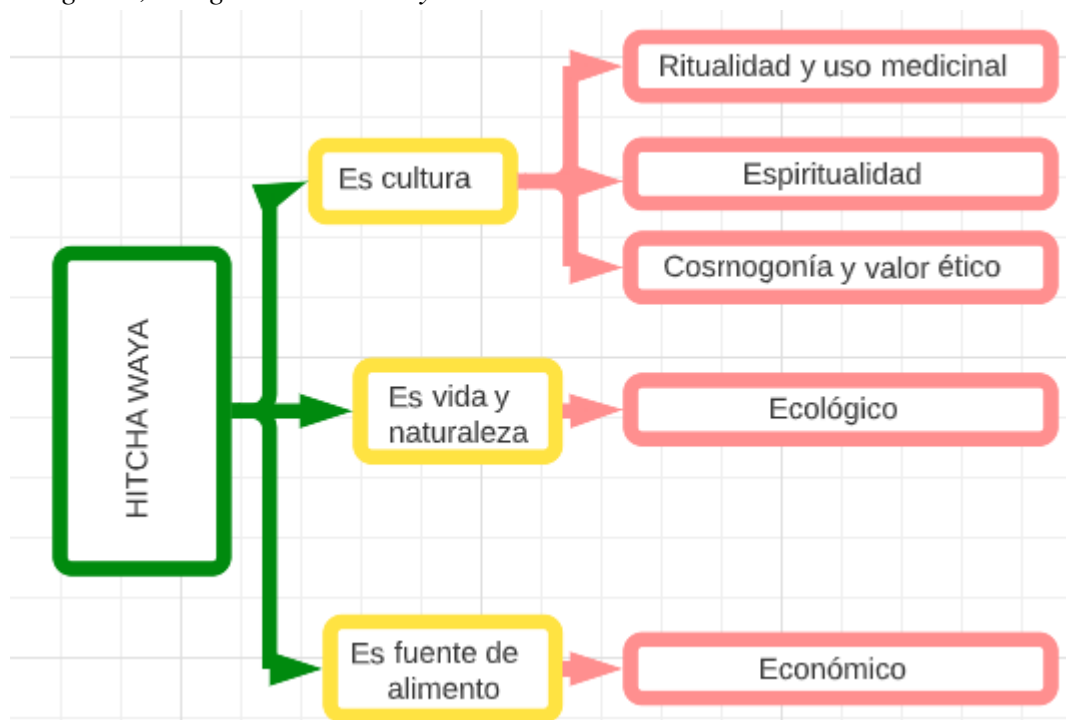 HITCHA WAYA
Es cultura
Ritualidad y uso medicinal
Espiritualidad
Cosmogonía y valor ético
Es vida y
naturaleza
Ecológico
Es fuente de
alimento
Económico